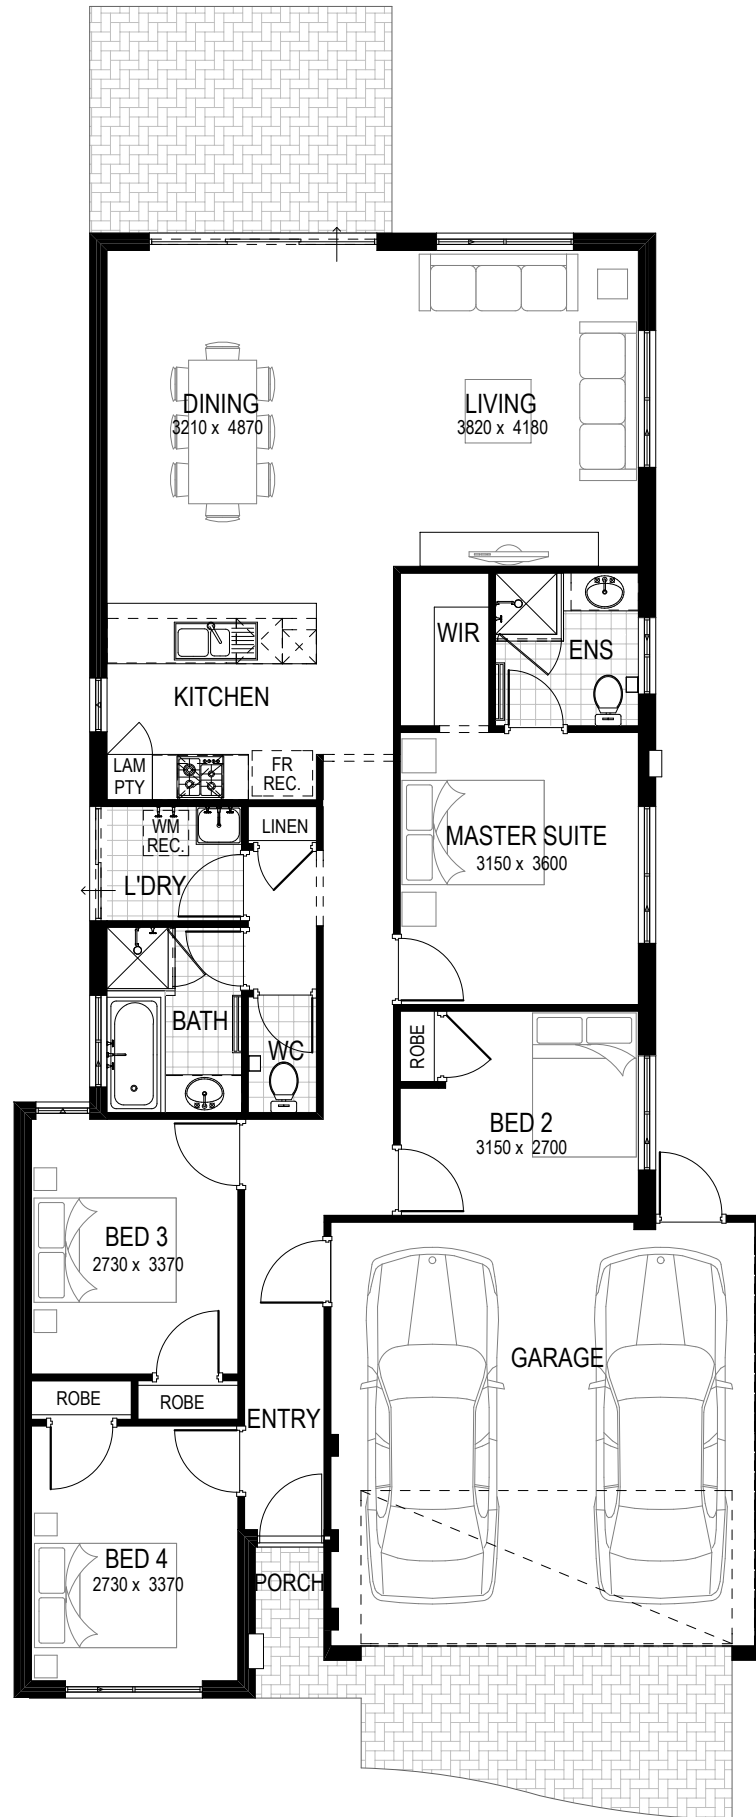 DINING
3210 x 4870
LIVING
3820 x 4180
WIR
ENS
KITCHEN
LAM
PTY
FR
REC.
WM
REC.
LINEN
L'DRY
MASTER SUITE
3150 x 3600
BATH
WC
ROBE
BED 2
3150 x 2700
BED 3
2730 x 3370
GARAGE
ROBE
ROBE
ENTRY
BED 4
2730 x 3370
PORCH